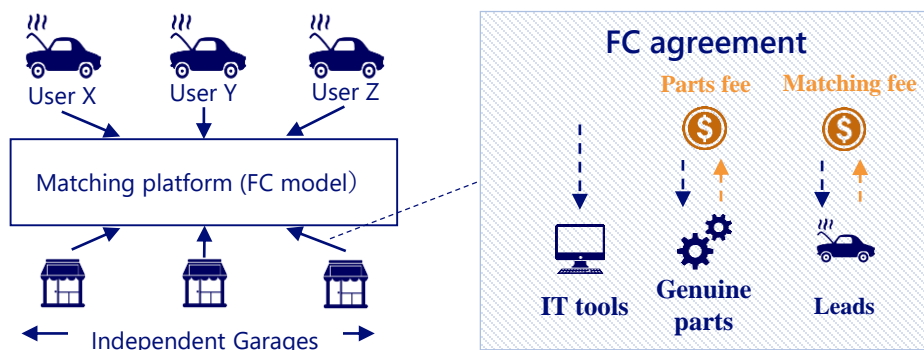 User X
User Y
User Z
Matching platform (FC model）
Independent Garages
FC agreement
Parts fee
Matching fee
$
$
IT tools
Genuine
parts
Leads